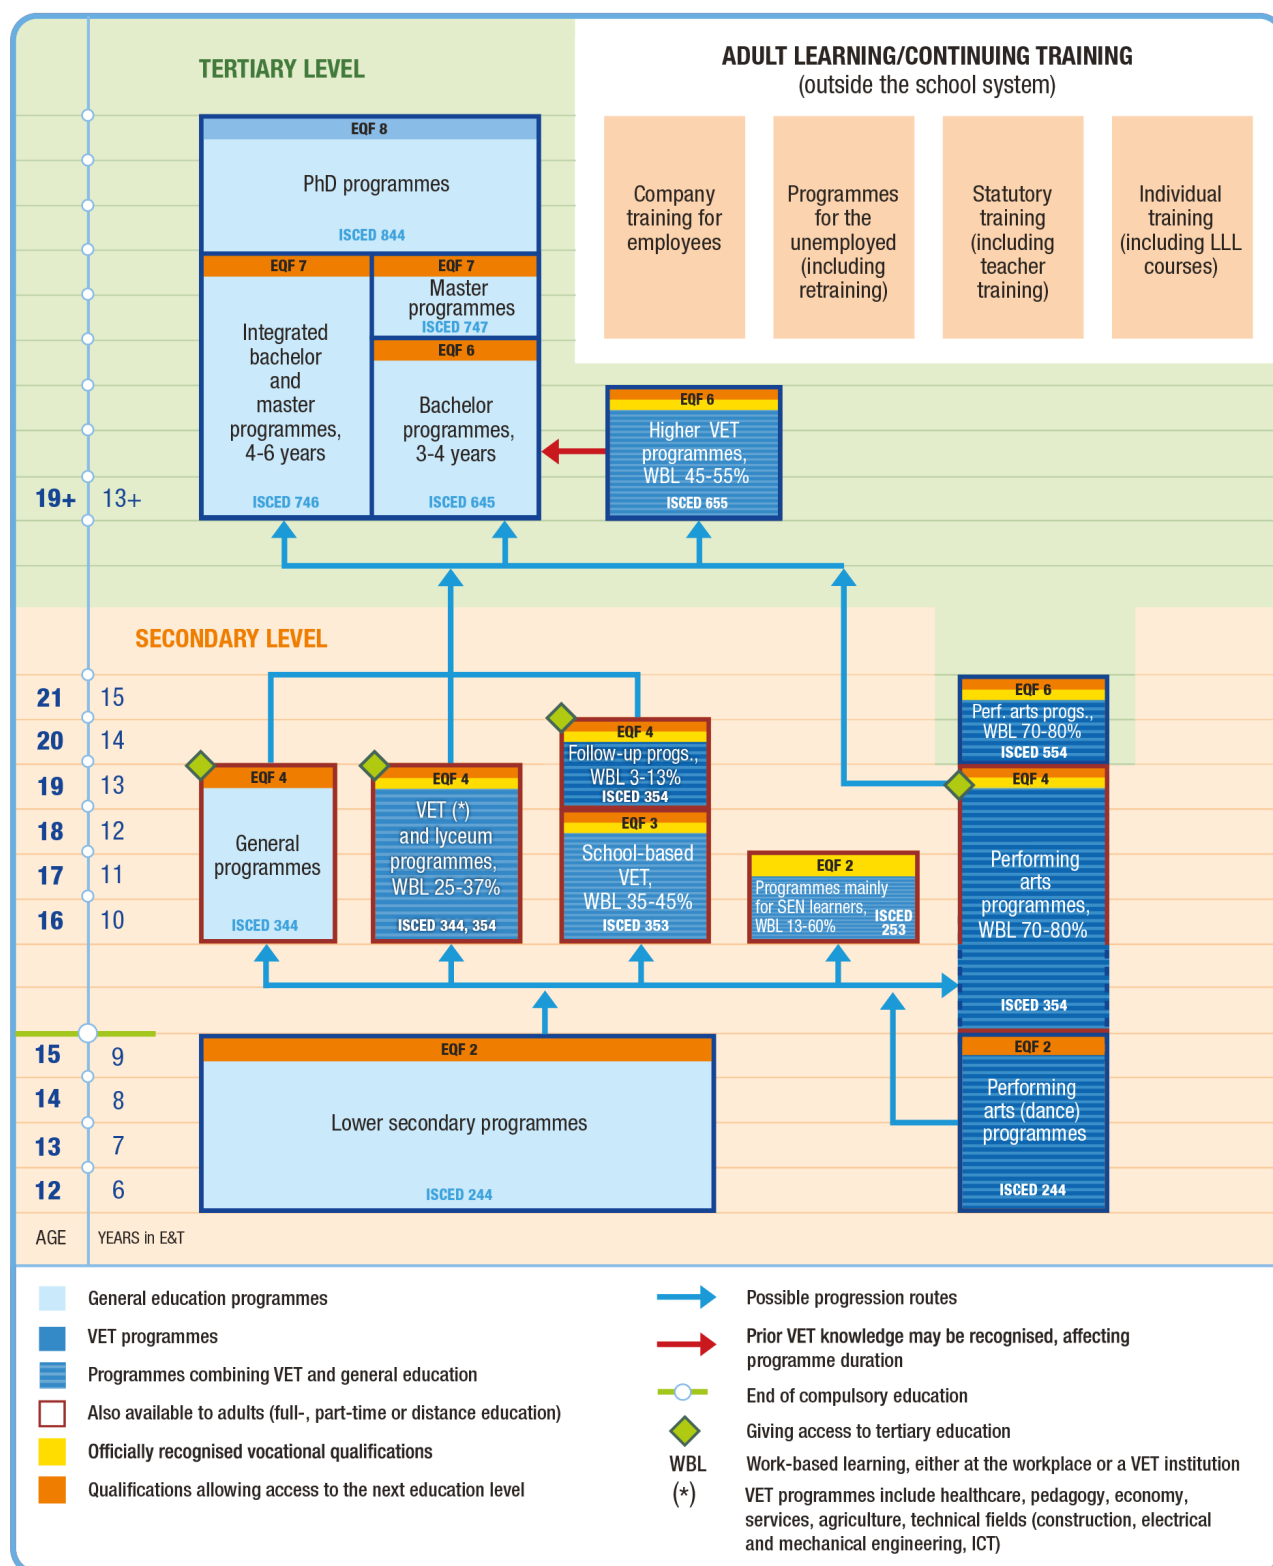 TERTIARY LEVEL
ADULT LEARNING/CONTINUING TRAINING
(outside the school system)
Company
training for
employees
Programmes
for the
unemployed
(including
retraining)
Statutory
training
(including
teacher
training)
Individual
training
(including LLL
courses)
EQF 8
PhD programmes
ISCED 844
EQF 7
Integrated
bachelor
and
master
programmes,
4-6 years
ISCED 746
EQF 7
Master
programmes
ISCED 747
EQF 6
Bachelor
programmes,
3-4 years
ISCED 645
EQF 6
Higher VET
programmes,
WBL 45-55%
ISCED 655
19+ 13+
SECONDARY LEVEL
21 15
20 14
19 13
18 12
17 11
16 10
EQF 4
General
programmes
ISCED 344
EQF 4
VET (*)
and lyceum
programmes,
WBL 25-37%
ISCED 344, 354
EQF 4
Follow-up progs.,
WBL 3-13%
ISCED 354
EQF 3
School-based
VET,
WBL 35-45%
ISCED 353
EQF 2
Programmes mainly
for SEN learners,
WBL 13-60%
ISCED
253
EQF 6
Perf. arts progs.,
WBL 70-80%
ISCED 554
EQF 4
Performing
arts
programmes,
WBL 70-80%
ISCED 354
EQF 2
Performing
arts (dance)
programmes
ISCED 244
15 9
14 8
13 7
12 6
EQF 2
Lower secondary programmes
ISCED 244
AGE YEARS in E&T
General education programmes
VET programmes
Programmes combining VET and general education
Also available to adults (full-, part-time or distance education)
Officially recognised vocational qualifications
Qualifications allowing access to the next education level
Possible progression routes
Prior VET knowledge may be recognised, affecting
programme duration
End of compulsory education
Giving access to tertiary education
WBL Work-based learning, either at the workplace or a VET institution
(*) VET programmes include healthcare, pedagogy, economy,
services, agriculture, technical fields (construction, electrical
and mechanical engineering, ICT)